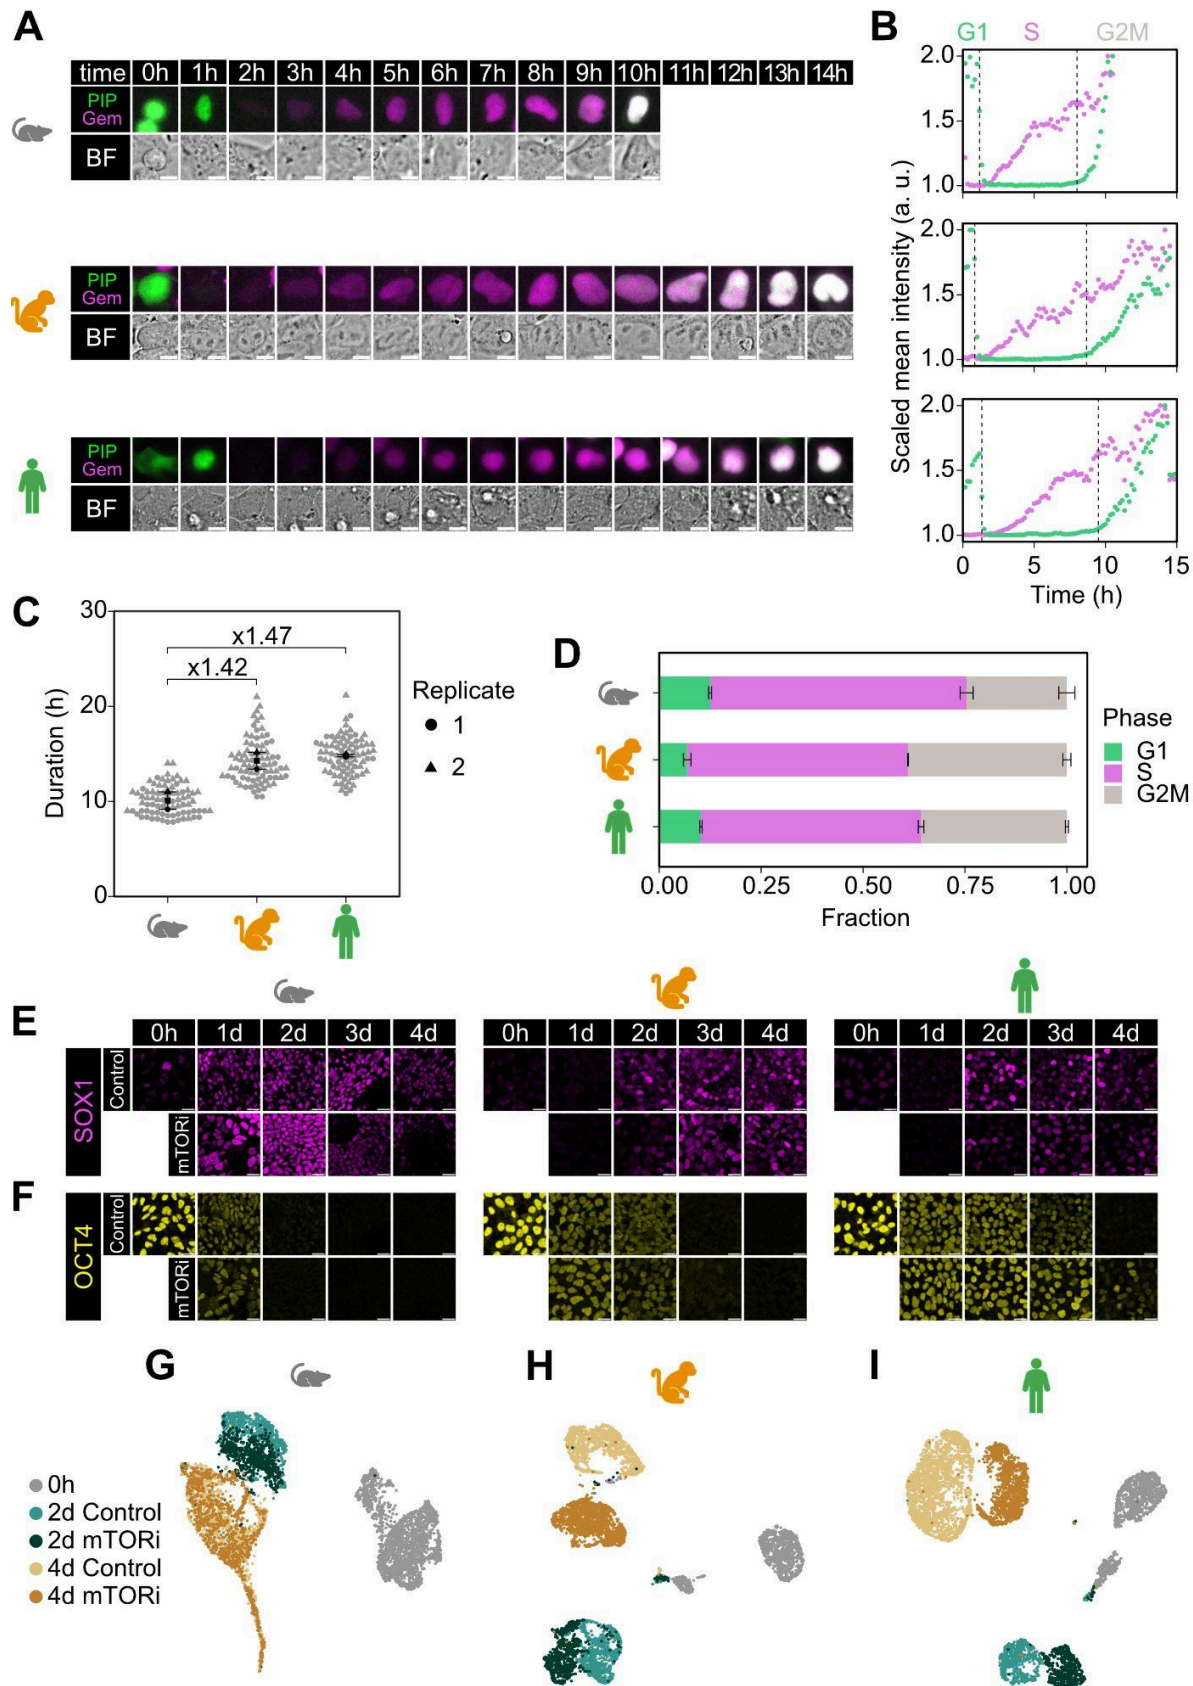 A
time 0h 1h 2h 3h 4h 5h 6h 7h 8h 9h 10h 11h 12h 13h 14h
PIP
Gem
BF
PIP
Gem
BF
PIP
Gem
BF
B
G1 S G2M
2.0
1.5
1.0
2.0
1.5
1.0
2.0
1.5
1.0
Scaled mean intensity (a. u.)
0 5 10 15
Time (h)
C
30
20
10
0
Duration (h)
x1.47
x1.42
Replicate
1
2
D
0.00 0.25 0.50 0.75 1.00
Fraction
Phase
G1
S
G2M
E
0h 1d 2d 3d 4d 0h 1d 2d 3d 4d 0h 1d 2d 3d 4d
SOX1
Control
mTORi
F
OCT4
Control
mTORi
G H I
0h
2d Control
2d mTORi
4d Control
4d mTORi